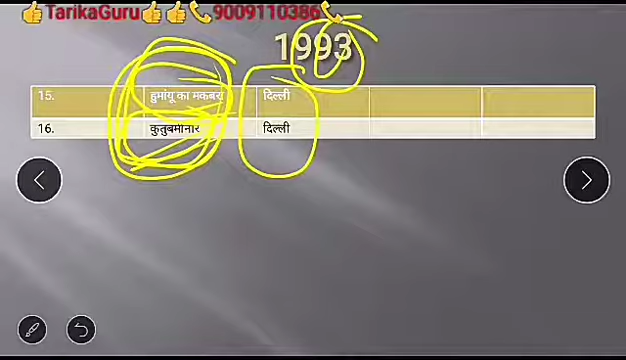 👍TarikaGuru👍👍📞9009110386📞
1993
15. हुमांयू का मकबरा दिल्ली
16. कुतुबमीनार दिल्ली